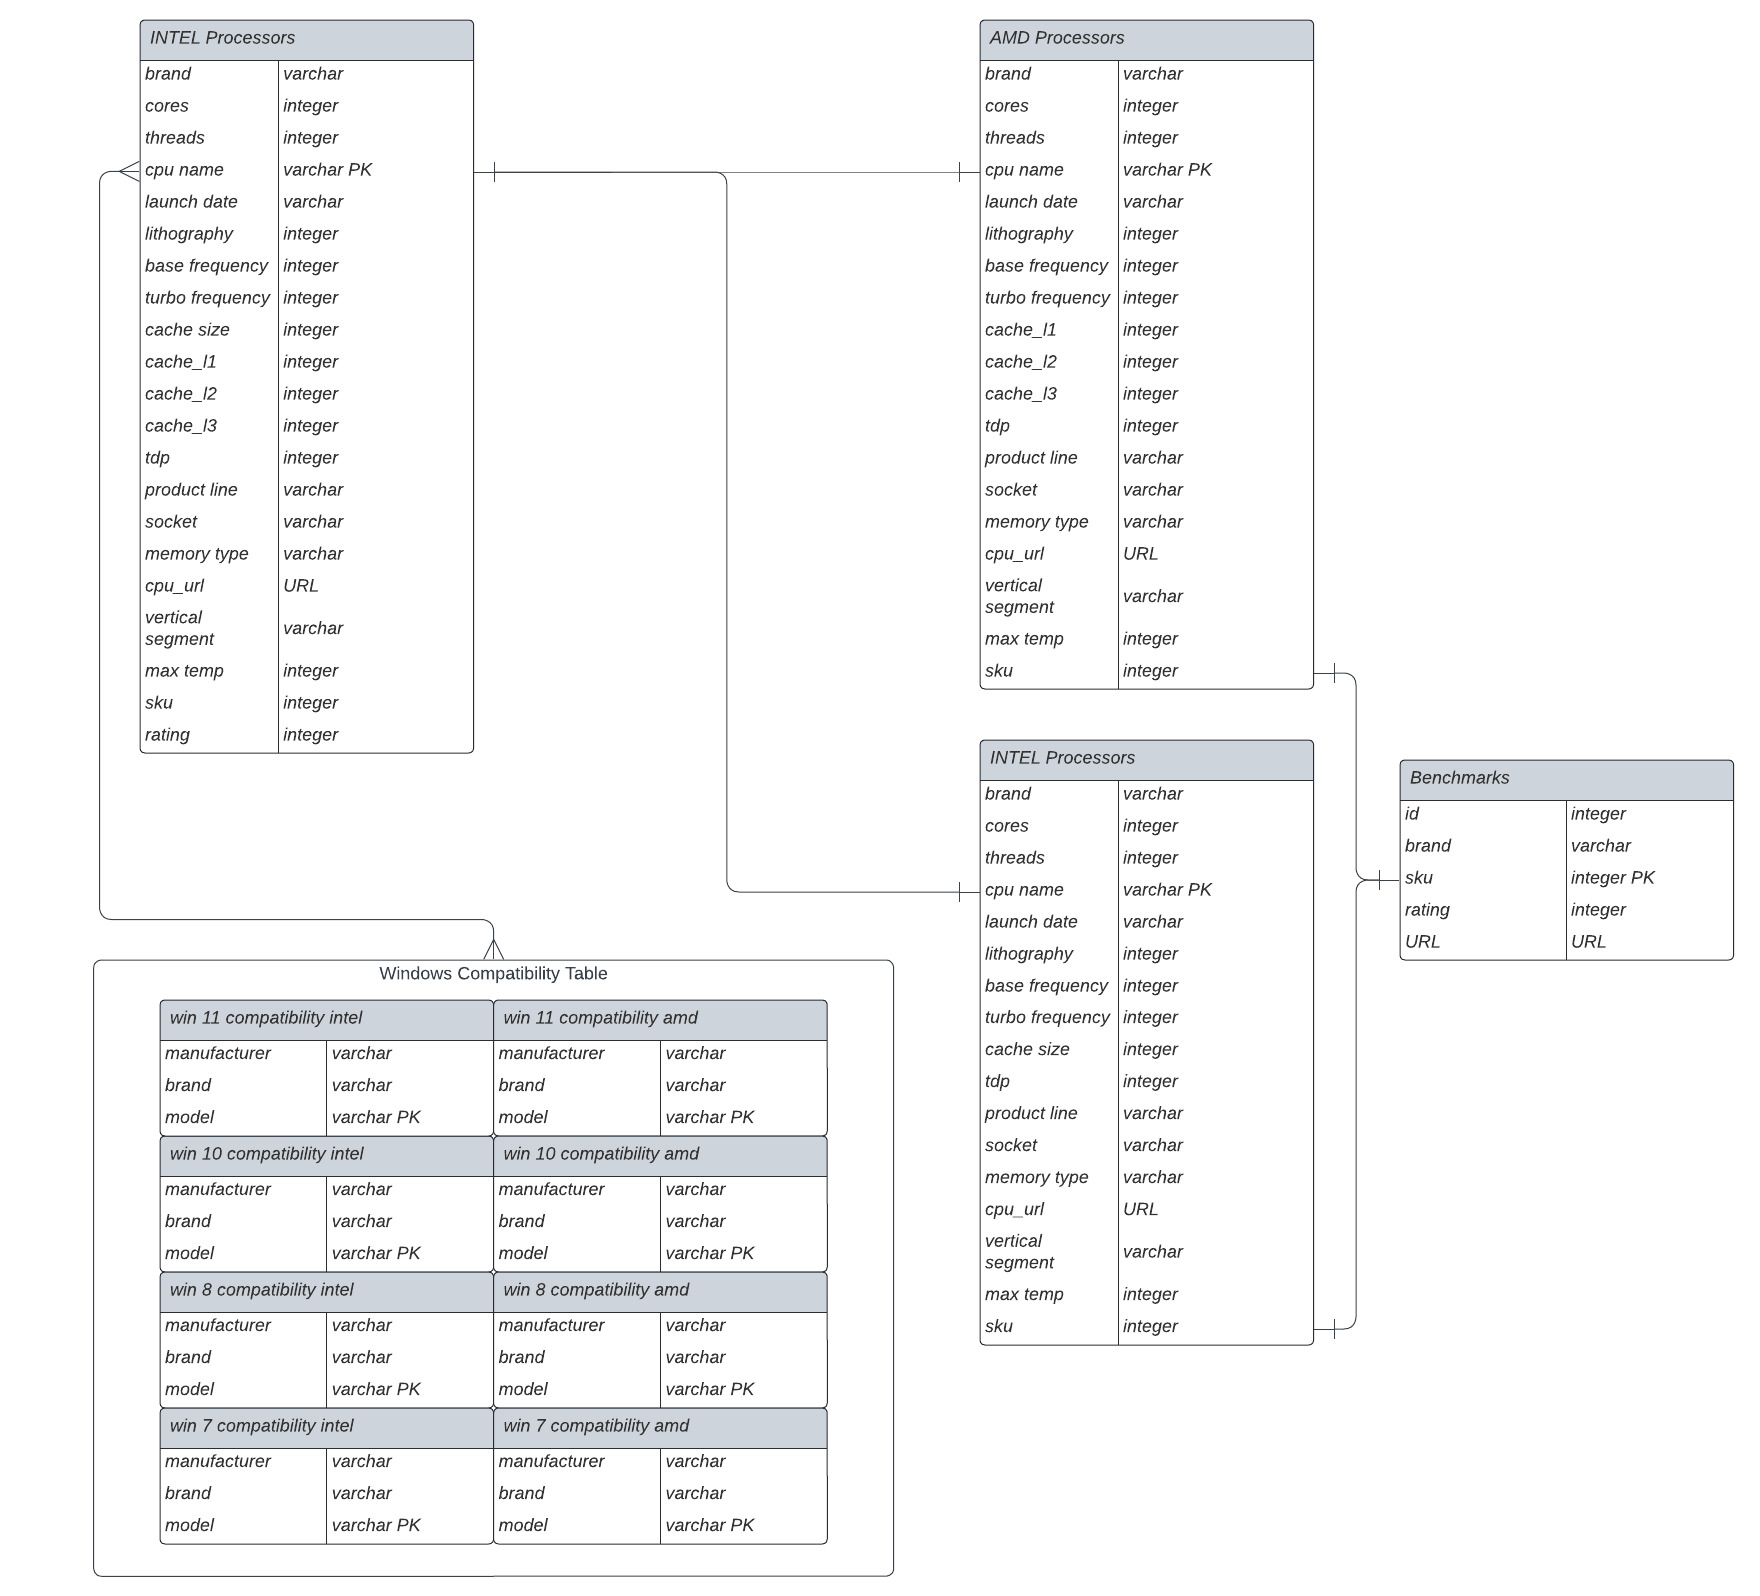 INTEL Processors
brand varchar
cores integer
threads integer
cpu name varchar PK
launch date varchar
lithography integer
base frequency integer
turbo frequency integer
cache size integer
cache_l1 integer
cache_l2 integer
cache_l3 integer
tdp integer
product line varchar
socket varchar
memory type varchar
cpu_url URL
vertical
segment varchar
max temp integer
sku integer
rating integer
AMD Processors
brand varchar
cores integer
threads integer
cpu name varchar PK
launch date varchar
lithography integer
base frequency integer
turbo frequency integer
cache_l1 integer
cache_l2 integer
cache_l3 integer
tdp integer
product line varchar
socket varchar
memory type varchar
cpu_url URL
vertical
segment varchar
max temp integer
sku integer
INTEL Processors
brand varchar
cores integer
threads integer
cpu name varchar PK
launch date varchar
lithography integer
base frequency integer
turbo frequency integer
cache size integer
tdp integer
product line varchar
socket varchar
memory type varchar
cpu_url URL
vertical
segment varchar
max temp integer
sku integer
Benchmarks
id integer
brand varchar
sku integer PK
rating integer
URL URL
Windows Compatibility Table
win 11 compatibility intel win 11 compatibility amd
manufacturer varchar manufacturer varchar
brand varchar brand varchar
model varchar PK model varchar PK
win 10 compatibility intel win 10 compatibility amd
manufacturer varchar manufacturer varchar
brand varchar brand varchar
model varchar PK model varchar PK
win 8 compatibility intel win 8 compatibility amd
manufacturer varchar manufacturer varchar
brand varchar brand varchar
model varchar PK model varchar PK
win 7 compatibility intel win 7 compatibility amd
manufacturer varchar manufacturer varchar
brand varchar brand varchar
model varchar PK model varchar PK